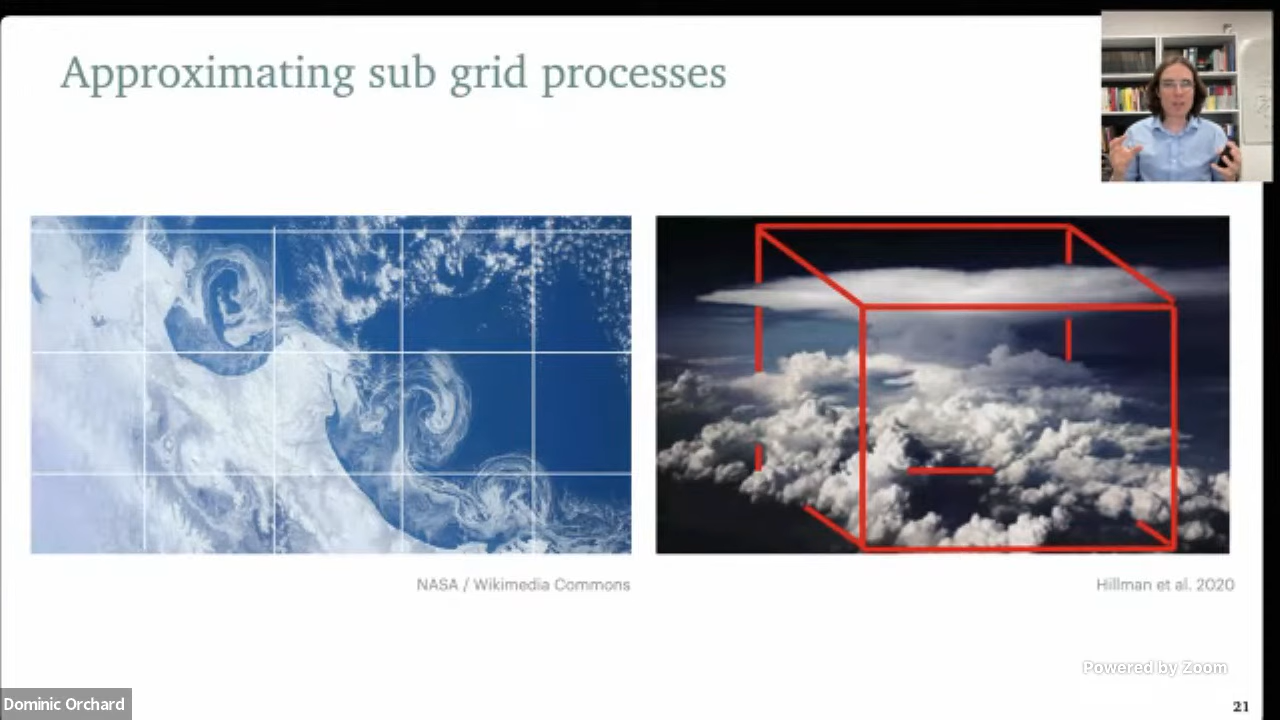 Approximating sub grid processes
NASA / Wikimedia Commons
Hillman et al. 2020
Powered by Zoom
Dominic Orchard
21